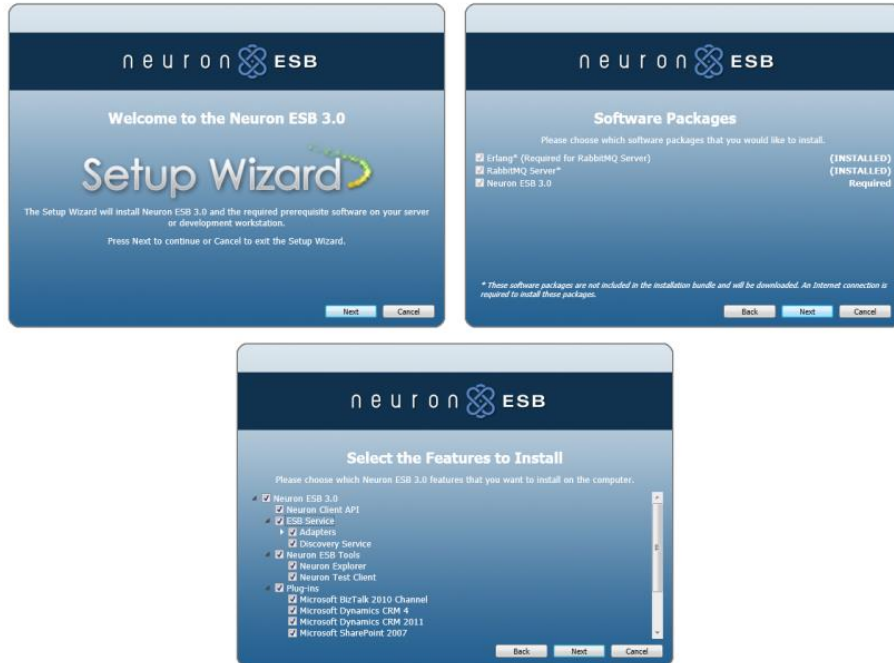 neuron ESB
Welcome to the Neuron ESB 3.0
Setup Wizard
The Setup Wizard will install Neuron ESB 3.0 and the required prerequisite software on your server
or development workstation.
Press Next to continue or Cancel to exit the Setup Wizard.
Next Cancel
neuron ESB
Software Packages
Please choose which software packages that you would like to install.
Erlang* (Required for RabbitMQ Server) (INSTALLED)
RabbitMQ Server* (INSTALLED)
Neuron ESB 3.0 Required
* These software packages are not included in the installation bundle and will be downloaded. An Internet connection is
required to install these packages.
Back Next Cancel
neuron ESB
Select the Features to Install
Please choose which Neuron ESB 3.0 features that you want to install on the computer.
Neuron ESB 3.0
Neuron Client API
ESB Service
Adapters
Discovery Service
Neuron ESB Tools
Neuron Explorer
Neuron Test Client
Plug-ins
Microsoft BizTalk 2010 Channel
Microsoft Dynamics CRM 4
Microsoft Dynamics CRM 2011
Microsoft SharePoint 2007
Back Next Cancel